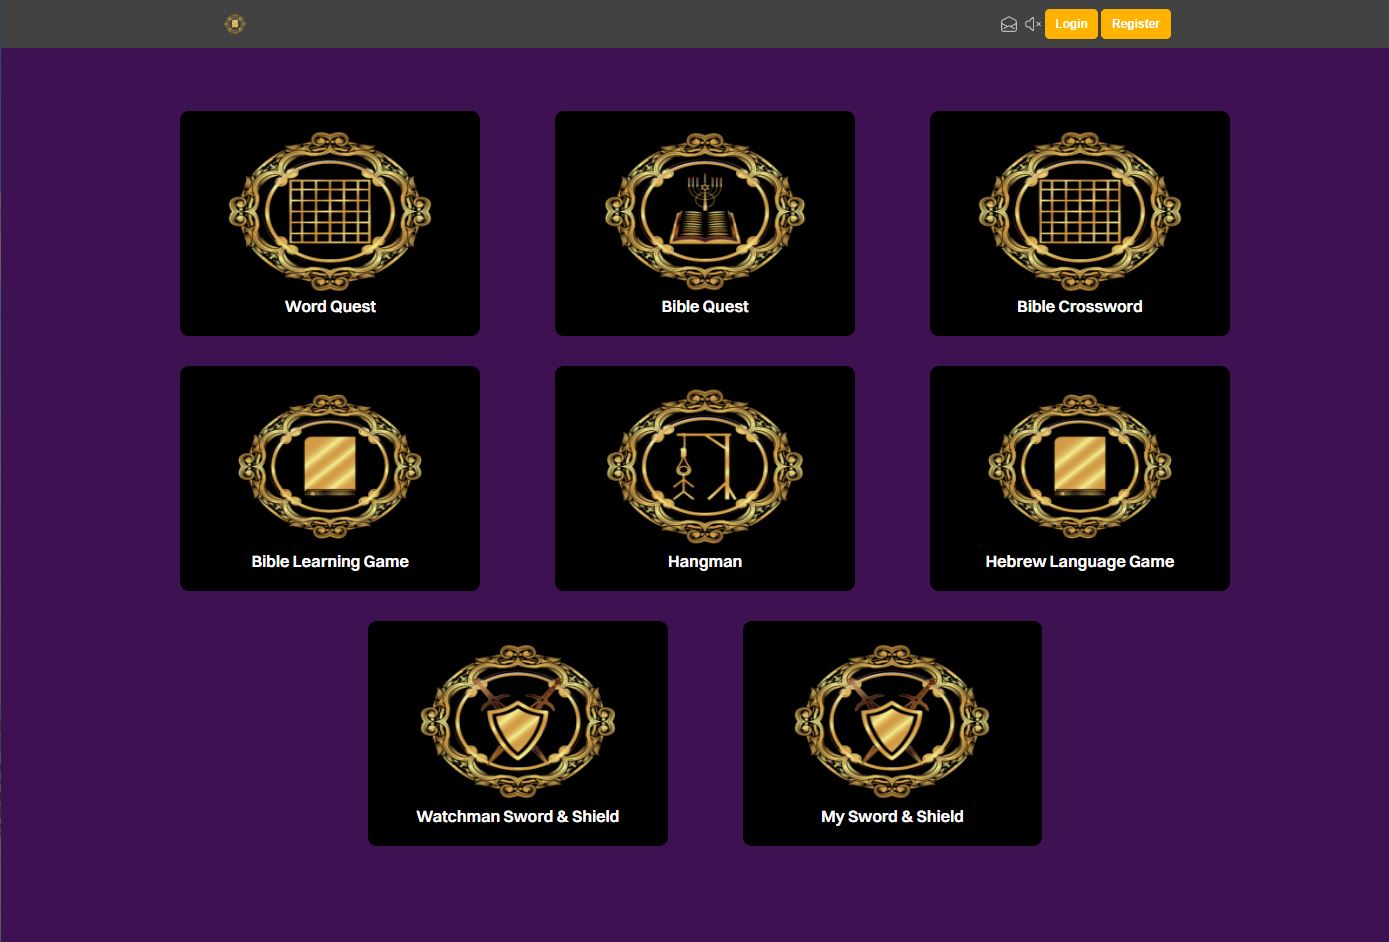 Login
Register
Word Quest
Bible Quest
Bible Crossword
Bible Learning Game
Hangman
Hebrew Language Game
Watchman Sword & Shield
My Sword & Shield